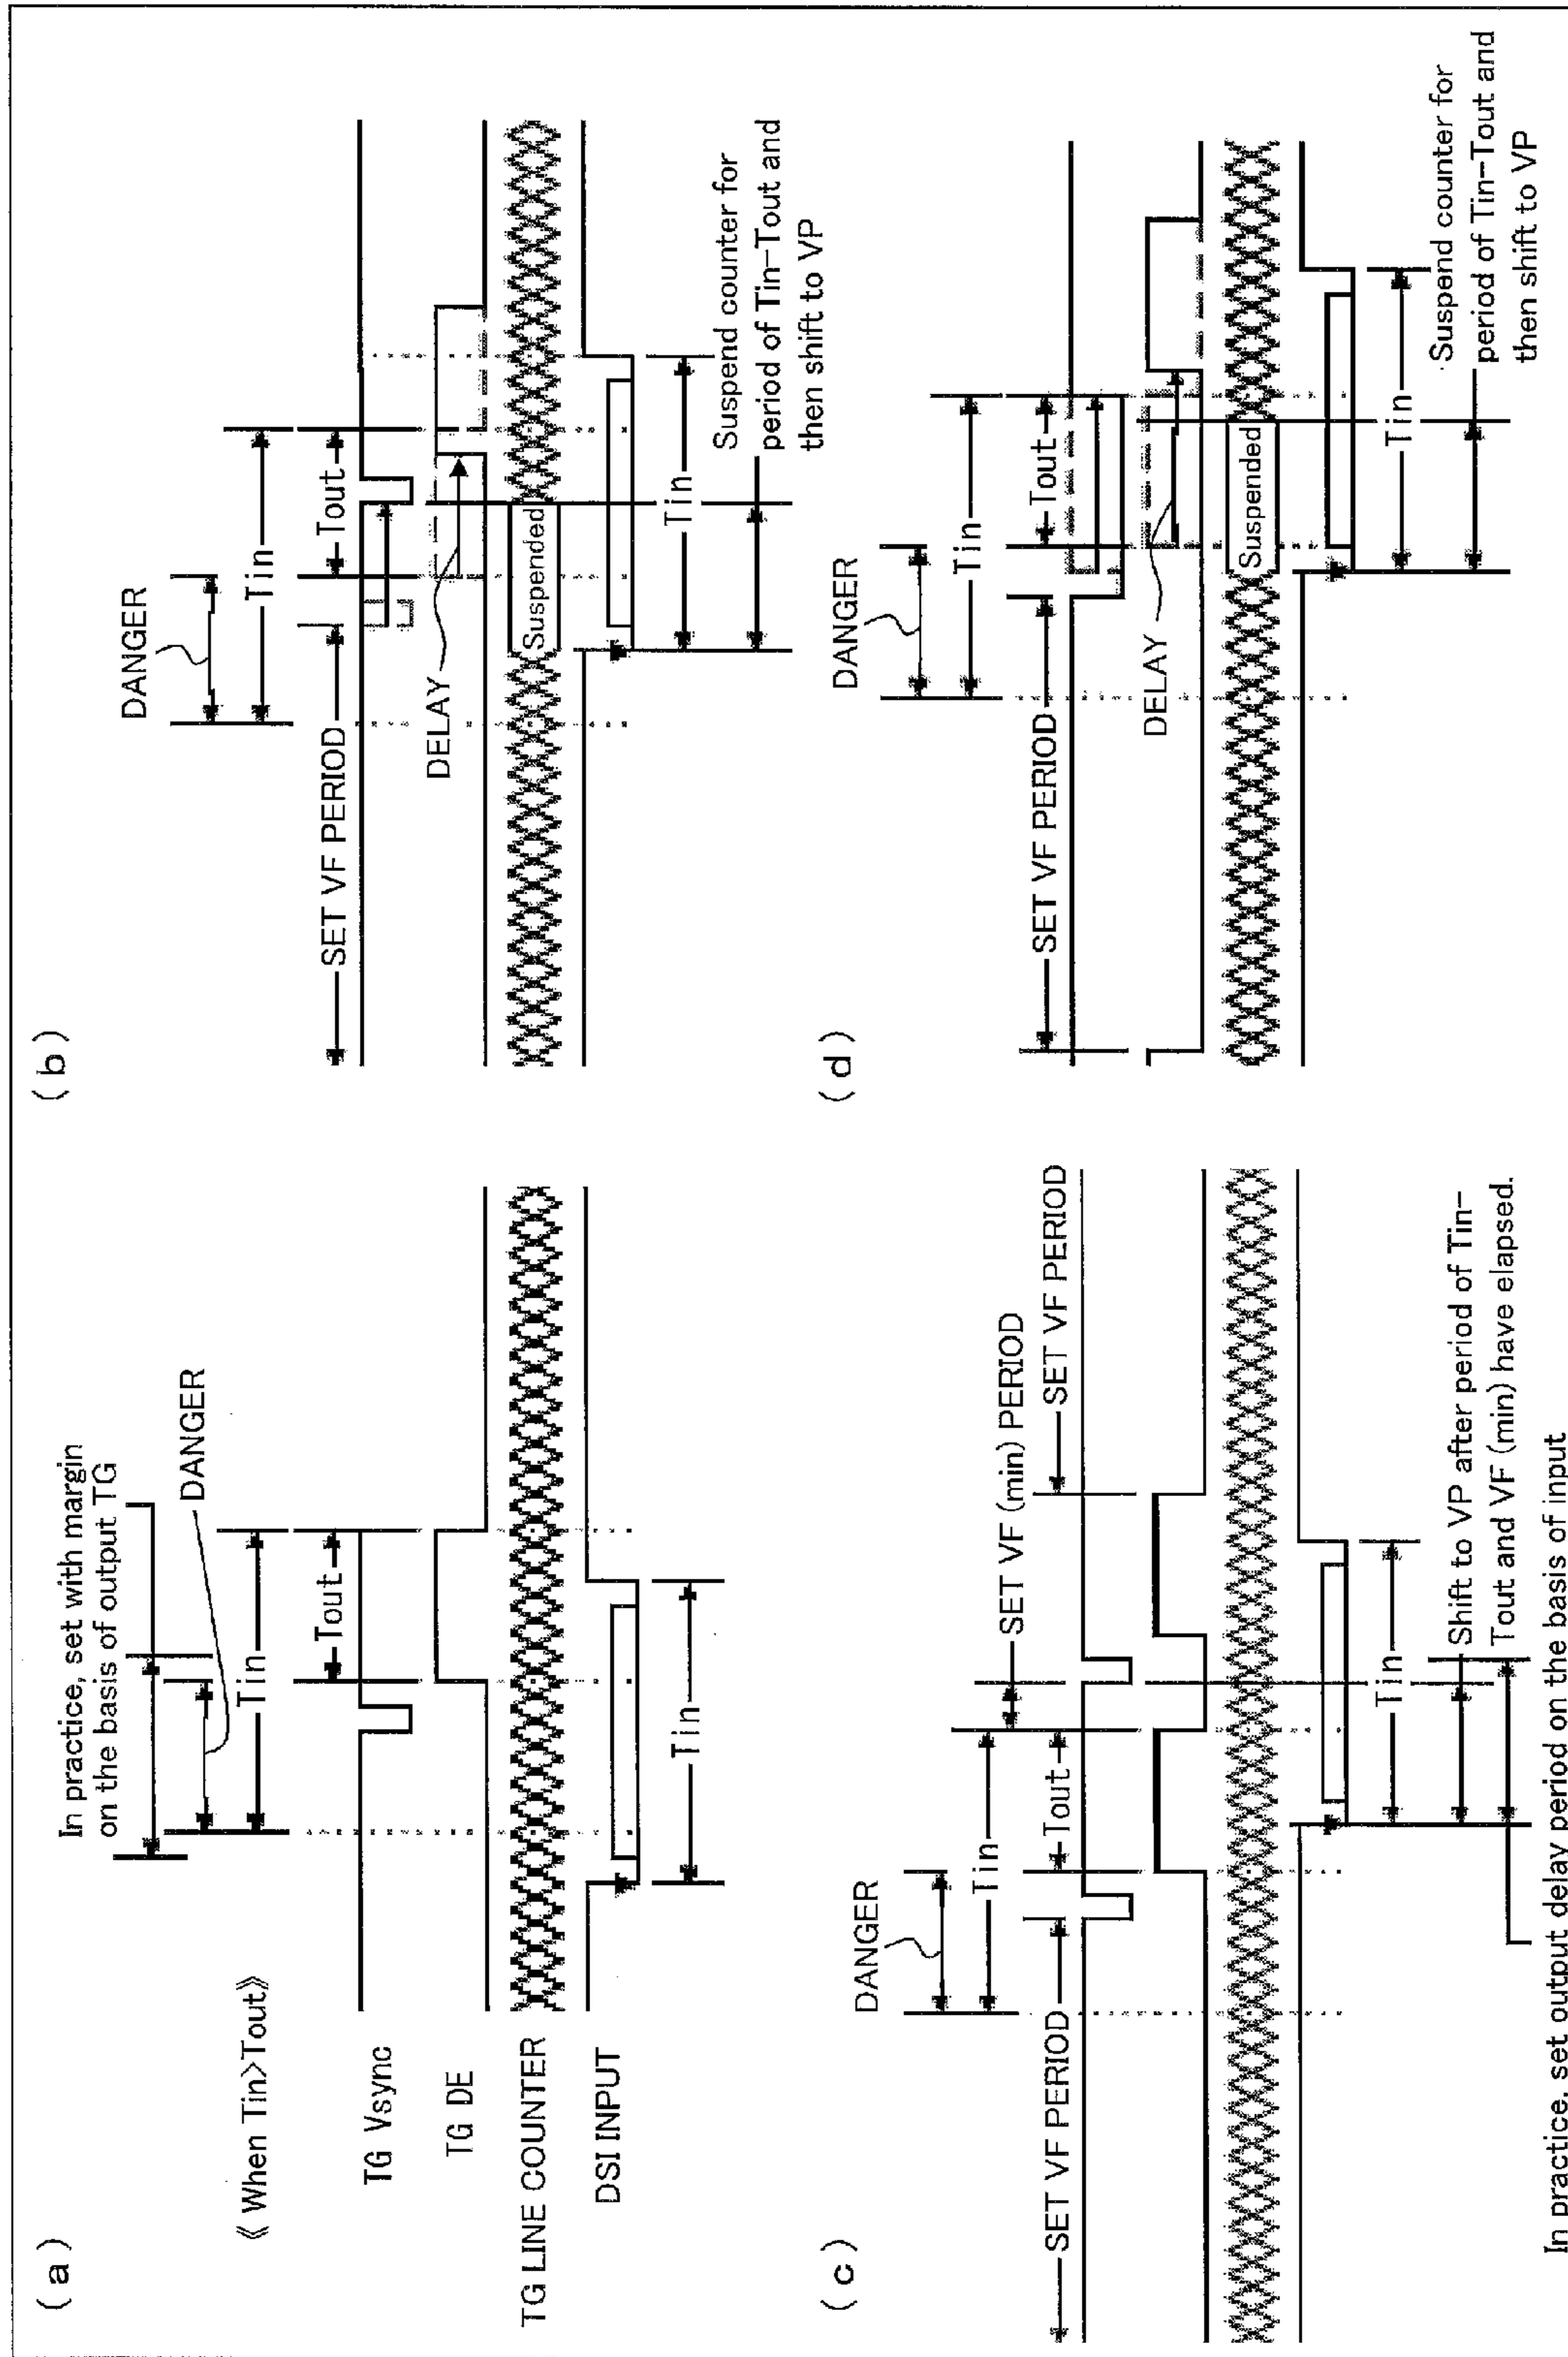 (a)
In practice, set with margin
on the basis of output TG
DANGER
《When Tin>Tout》
Tin
Tout
TG Vsync
TG DE
TG LINE COUNTER
DSI INPUT
Tin
(b)
DANGER
Tin
SET VF PERIOD
Tout
DELAY
Suspended
Tin
Suspend counter for
period of Tin-Tout and
then shift to VP
(c)
DANGER
Tin
SET VF (min) PERIOD
SET VF PERIOD
Tout
SET VF PERIOD
Tin
Shift to VP after period of Tin-
Tout and VF (min) have elapsed.
In practice, set output delay period on the basis of input
(d)
DANGER
Tin
SET VF PERIOD
Tout
DELAY
Suspended
Tin
Suspend counter for
period of Tin-Tout and
then shift to VP